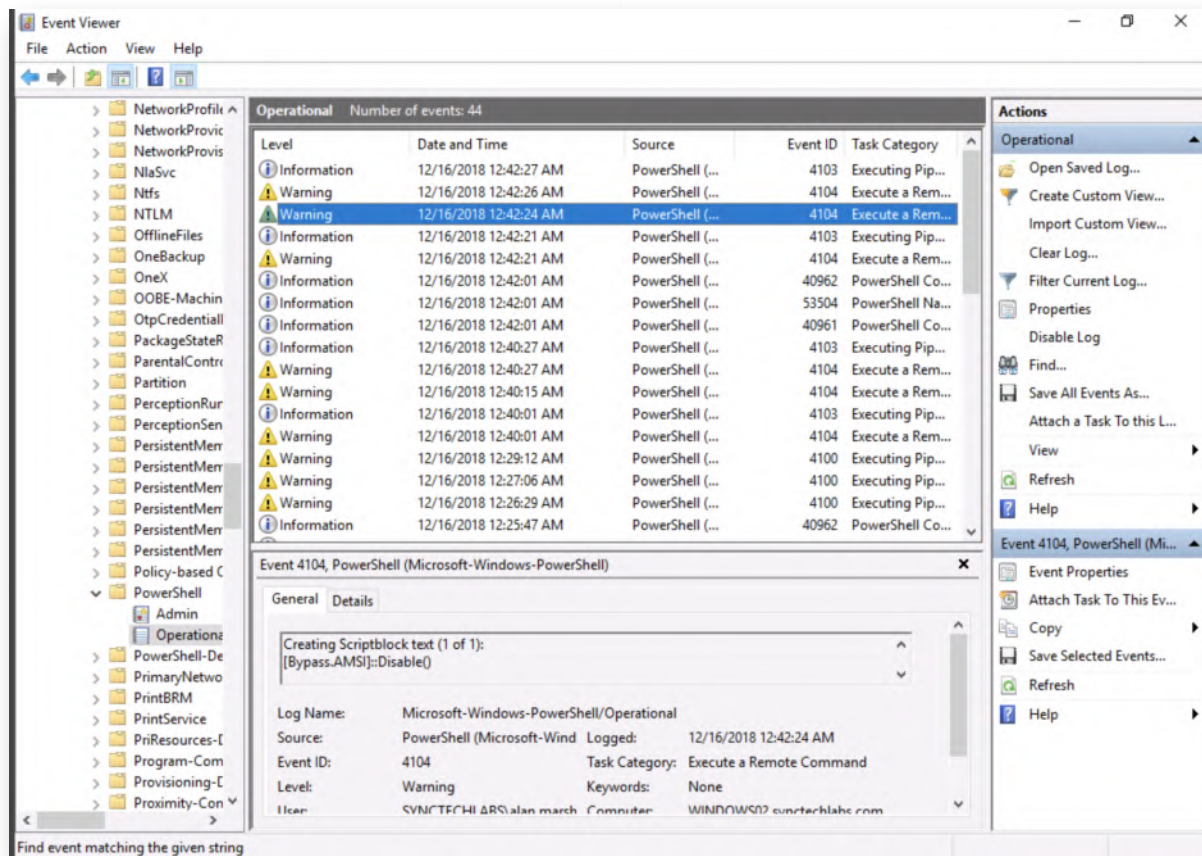 Event Viewer
File Action View Help
NetworkProfile
NetworkProvic
NetworkProvis
NlaSvc
Ntfs
NTLM
OfflineFiles
OneBackup
OneX
OOBE-Machin
OtpCredentiall
PackageStateR
ParentalContro
Partition
PerceptionRur
PerceptionSen
PersistentMem
PersistentMem
PersistentMem
PersistentMem
PersistentMem
PersistentMem
Policy-based C
PowerShell
Admin
Operationa
PowerShell-De
PrimaryNetwo
PrintBRM
PrintService
PriResources-D
Program-Com
Provisioning-D
Proximity-Con
Operational Number of events: 44
Level Date and Time Source Event ID Task Category
Information 12/16/2018 12:42:27 AM PowerShell (... 4103 Executing Pip...
Warning 12/16/2018 12:42:26 AM PowerShell (... 4104 Execute a Rem...
Warning 12/16/2018 12:42:24 AM PowerShell (... 4104 Execute a Rem...
Information 12/16/2018 12:42:21 AM PowerShell (... 4103 Executing Pip...
Warning 12/16/2018 12:42:21 AM PowerShell (... 4104 Execute a Rem...
Information 12/16/2018 12:42:01 AM PowerShell (... 40962 PowerShell Co...
Information 12/16/2018 12:42:01 AM PowerShell (... 53504 PowerShell Na...
Information 12/16/2018 12:42:01 AM PowerShell (... 40961 PowerShell Co...
Information 12/16/2018 12:40:27 AM PowerShell (... 4103 Executing Pip...
Warning 12/16/2018 12:40:27 AM PowerShell (... 4104 Execute a Rem...
Warning 12/16/2018 12:40:15 AM PowerShell (... 4104 Execute a Rem...
Information 12/16/2018 12:40:01 AM PowerShell (... 4103 Executing Pip...
Warning 12/16/2018 12:40:01 AM PowerShell (... 4104 Execute a Rem...
Warning 12/16/2018 12:29:12 AM PowerShell (... 4100 Executing Pip...
Warning 12/16/2018 12:27:06 AM PowerShell (... 4100 Executing Pip...
Warning 12/16/2018 12:26:29 AM PowerShell (... 4100 Executing Pip...
Information 12/16/2018 12:25:47 AM PowerShell (... 40962 PowerShell Co...
Event 4104, PowerShell (Microsoft-Windows-PowerShell)
General Details
Creating Scriptblock text (1 of 1):
[Bypass.AMSI]::Disable()
Log Name: Microsoft-Windows-PowerShell/Operational
Source: PowerShell (Microsoft-Wind Logged: 12/16/2018 12:42:24 AM
Event ID: 4104 Task Category: Execute a Remote Command
Level: Warning Keywords: None
User: SYNCTECHLABS\alan.marsh Computer: WINDOWS02.synctechlabs.com
Actions
Operational
Open Saved Log...
Create Custom View...
Import Custom View...
Clear Log...
Filter Current Log...
Properties
Disable Log
Find...
Save All Events As...
Attach a Task To this L...
View
Refresh
Help
Event 4104, PowerShell (Mi...
Event Properties
Attach Task To This Ev...
Copy
Save Selected Events...
Refresh
Help
Find event matching the given string